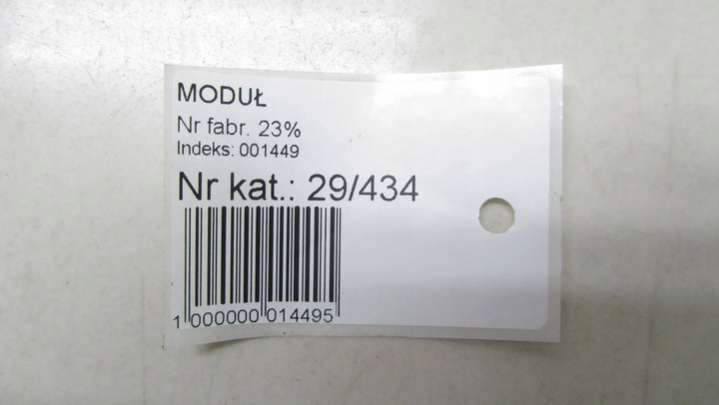 MODUŁ
Nr fabr. 23%
Indeks: 001449
Nr kat.: 29/434
1 000000 014495